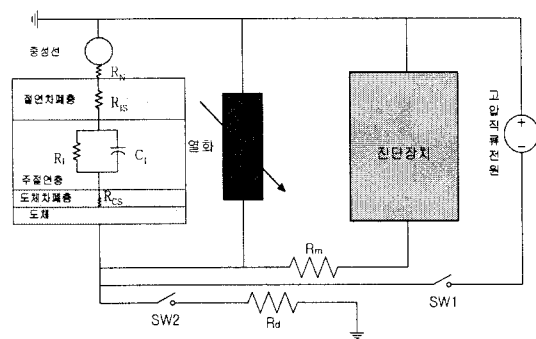 중성선
R_N
절연차폐층
R_IS
R_i
C_i
주절연층
도체차폐층
R_CS
도체
열화
진단장치
고압직류전원
+
−
R_m
SW1
SW2
R_d